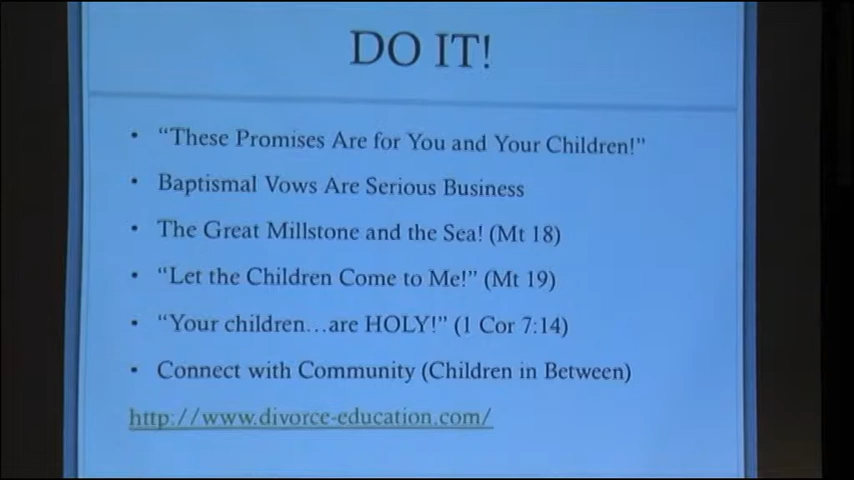 DO IT!
• “These Promises Are for You and Your Children!”
• Baptismal Vows Are Serious Business
• The Great Millstone and the Sea! (Mt 18)
• “Let the Children Come to Me!” (Mt 19)
• “Your children…are HOLY!” (1 Cor 7:14)
• Connect with Community (Children in Between)
http://www.divorce-education.com/